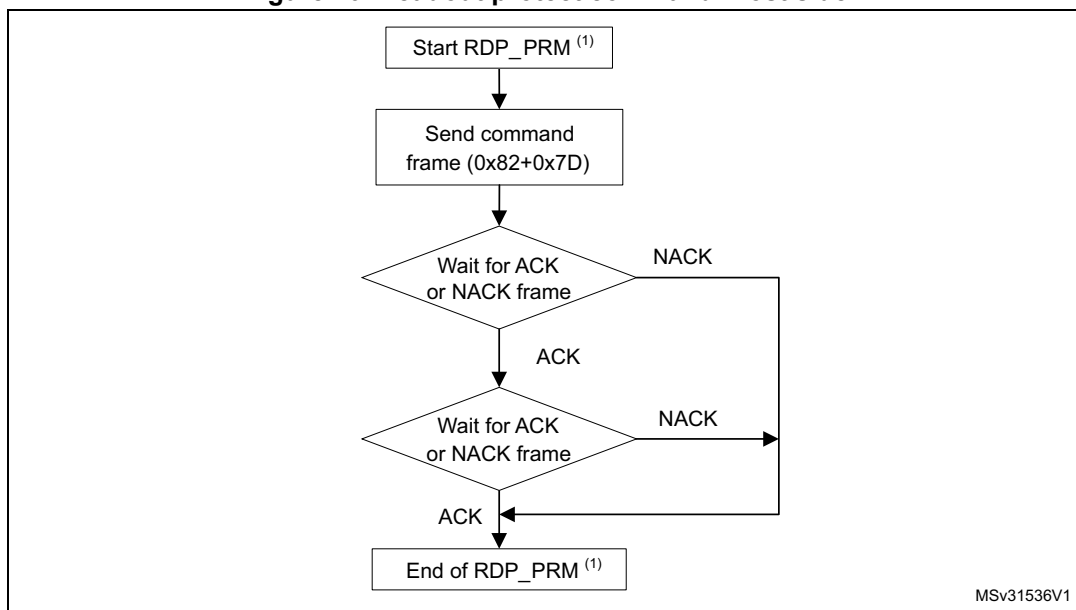 Start RDP_PRM (1)
Send command
frame (0x82+0x7D)
Wait for ACK
or NACK frame
NACK
ACK
Wait for ACK
or NACK frame
NACK
ACK
End of RDP_PRM (1)
MSv31536V1